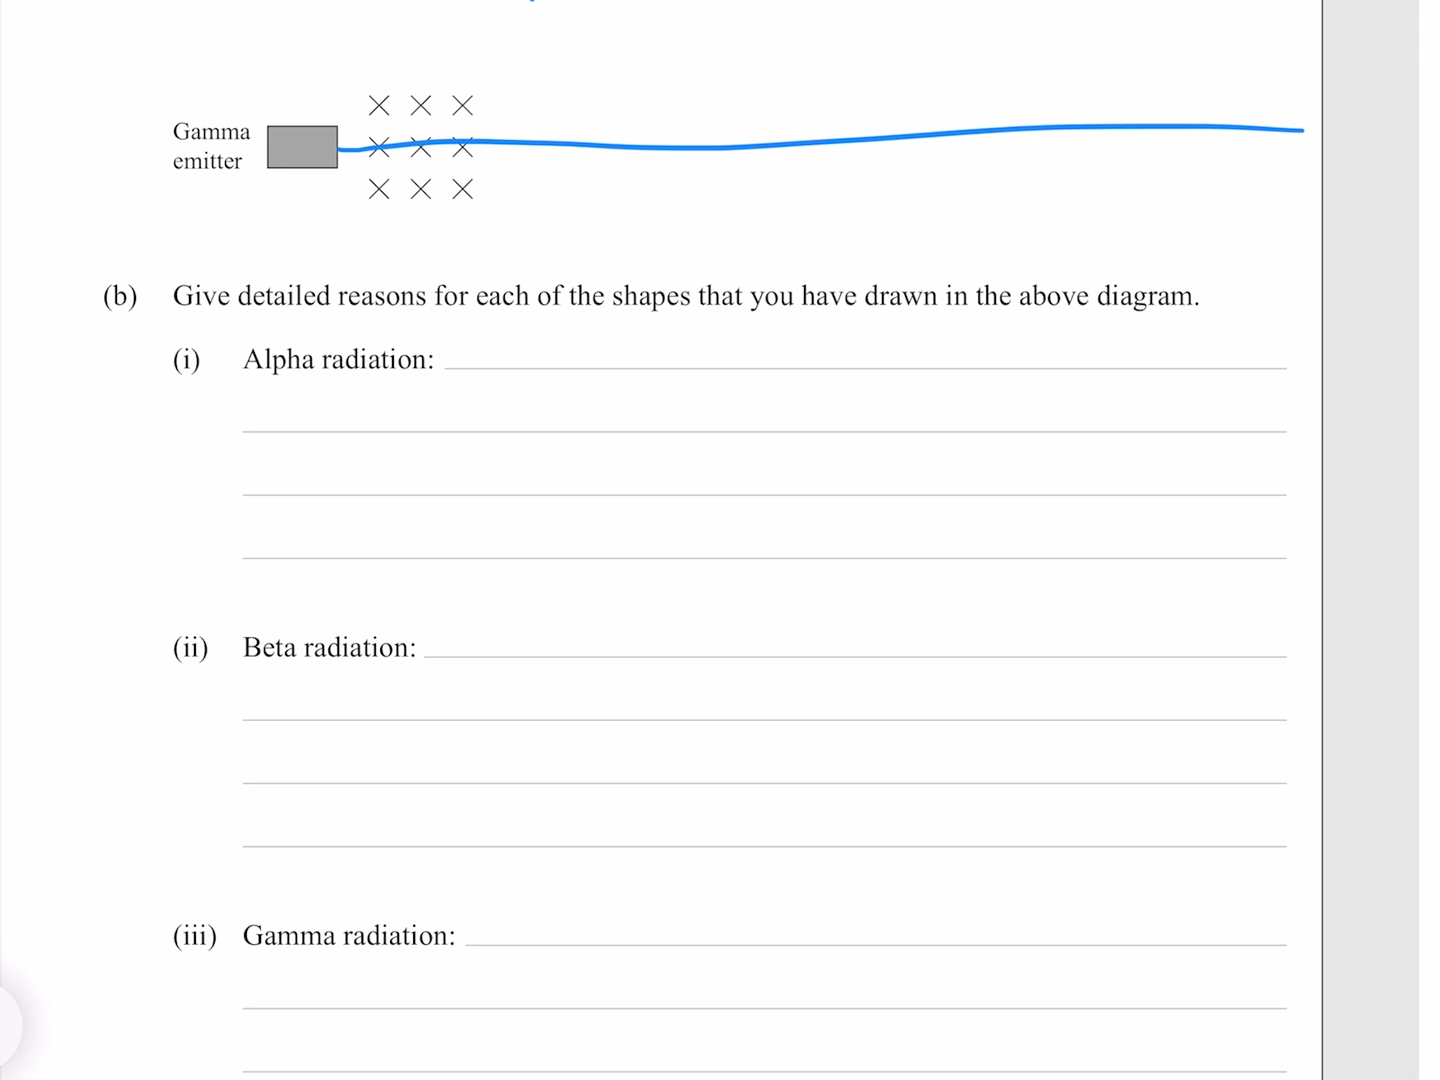 Gamma
emitter
(b) Give detailed reasons for each of the shapes that you have drawn in the above diagram.
(i) Alpha radiation:
(ii) Beta radiation:
(iii) Gamma radiation: